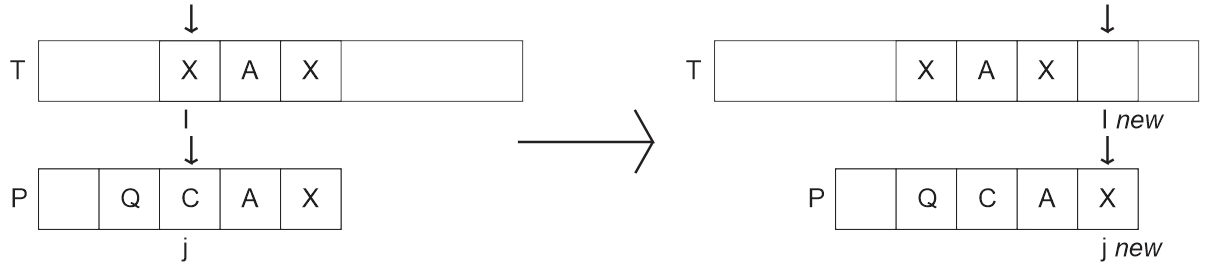 T X A X
I
P Q C A X
j
T X A X
I new
P Q C A X
j new